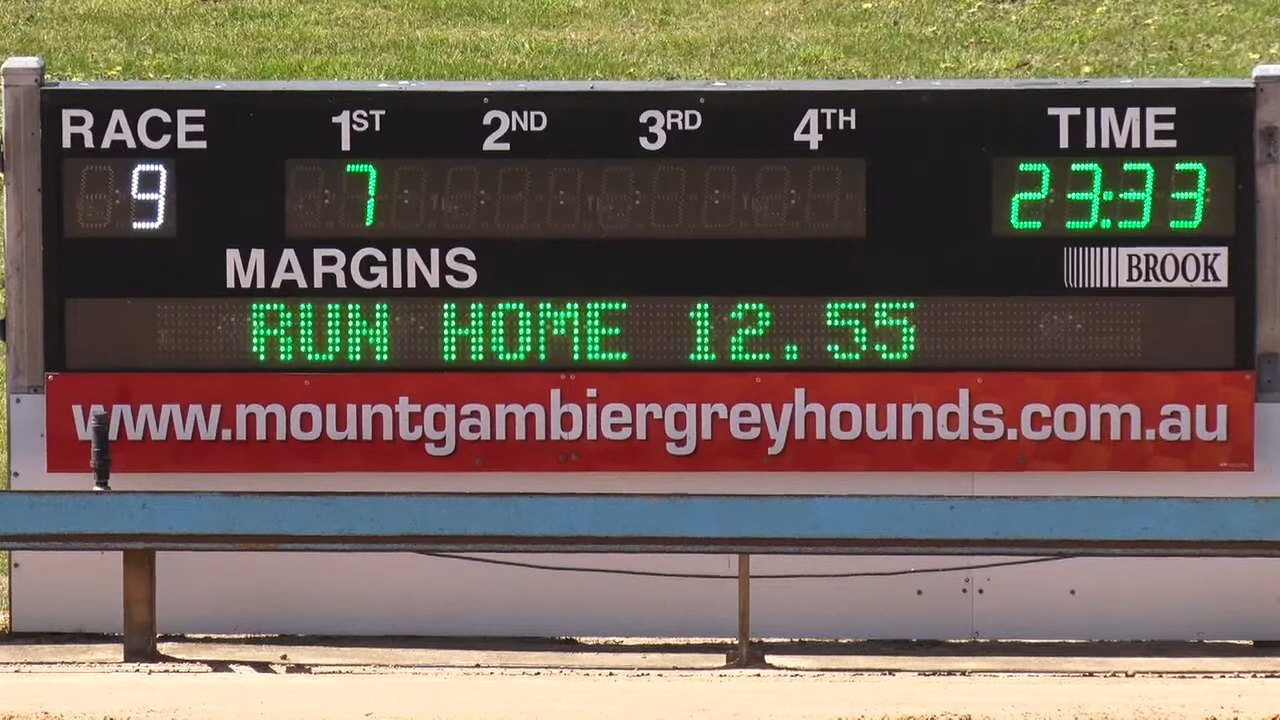 RACE 1ST 2ND 3RD 4TH TIME
9 7 23:33
MARGINS BROOK
RUN HOME 12.55
www.mountgambiergreyhounds.com.au